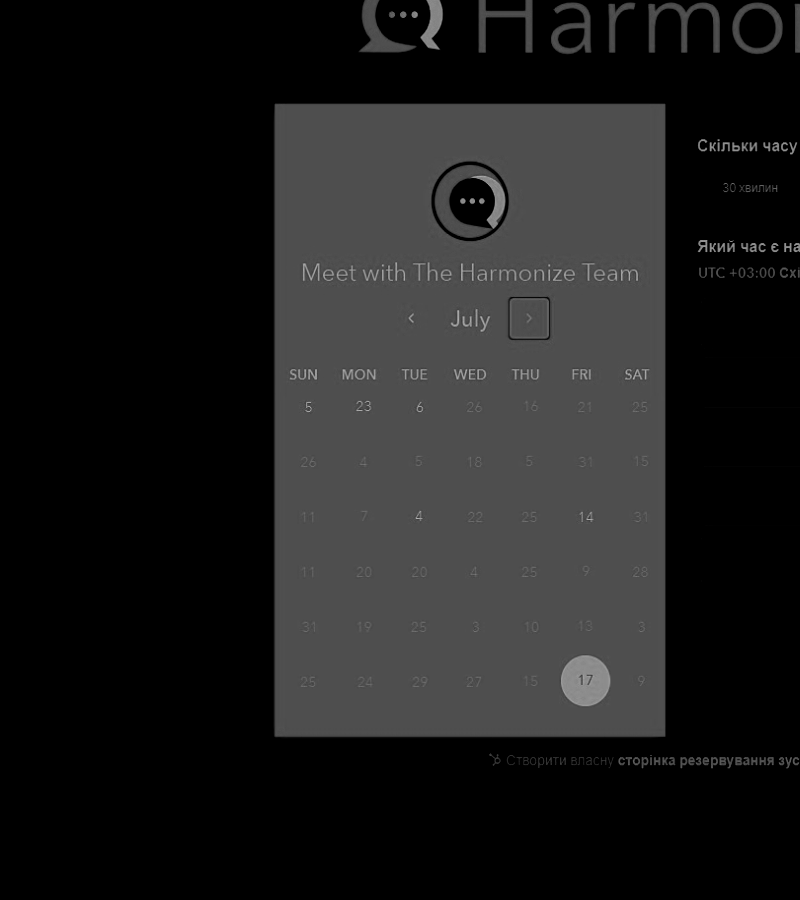 Harmo
Скільки часу
30 хвилин
Який час є на
UTC +03:00 Схі
Meet with The Harmonize Team
July
SUN MON TUE WED THU FRI SAT
5 23 6 26 16 21 25
26 4 5 18 5 31 15
11 7 4 22 25 14 31
11 20 20 4 25 9 28
31 19 25 3 10 13 3
25 24 29 27 15 17 9
Створити власну сторінка резервування зус